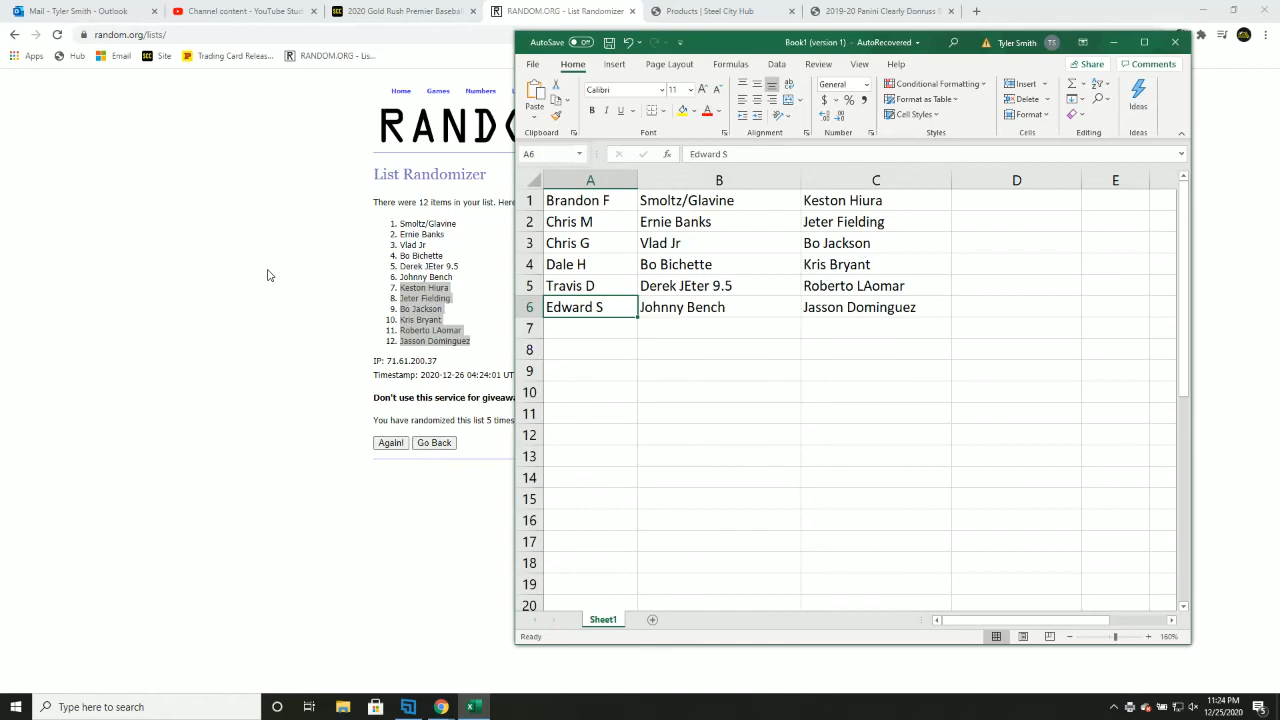 Mail - Tyler Smith - Outlook
Channel content - YouTube Stud
2020 Gold Rush Premier Baseball
RANDOM.ORG - List Randomizer
Products | Steel City Hub
2019-20 Panini Clearly Donruss B
random.org/lists/
Apps
Hub
Site
Email
Trading Card Releas...
RANDOM.ORG - Lis...
AutoSave
Off
Book1 (version 1) - AutoRecovered
Tyler Smith
TS
File
Home
Insert
Page Layout
Formulas
Data
Review
View
Help
Share
Comments
Paste
Calibri
11
General
Conditional Formatting
Format as Table
Cell Styles
Insert
Delete
Format
Ideas
Clipboard
Font
Alignment
Number
Styles
Cells
Editing
Ideas
A6
Edward S
A
B
C
D
E
1 Brandon F Smoltz/Glavine Keston Hiura
2 Chris M Ernie Banks Jeter Fielding
3 Chris G Vlad Jr Bo Jackson
4 Dale H Bo Bichette Kris Bryant
5 Travis D Derek JEter 9.5 Roberto LAomar
6 Edward S Johnny Bench Jasson Dominguez
7
8
9
10
11
12
13
14
15
16
17
18
19
20
Sheet1
Ready
160%
Home
Games
Numbers
RANDO
List Randomizer
There were 12 items in your list. Here
1. Smoltz/Glavine
2. Ernie Banks
3. Vlad Jr
4. Bo Bichette
5. Derek JEter 9.5
6. Johnny Bench
7. Keston Hiura
8. Jeter Fielding
9. Bo Jackson
10. Kris Bryant
11. Roberto LAomar
12. Jasson Dominguez
IP: 71.61.200.37
Timestamp: 2020-12-26 04:24:01 UT
Don't use this service for giveawa
You have randomized this list 5 times
Again!
Go Back
Type here to search
11:24 PM
12/25/2020
5